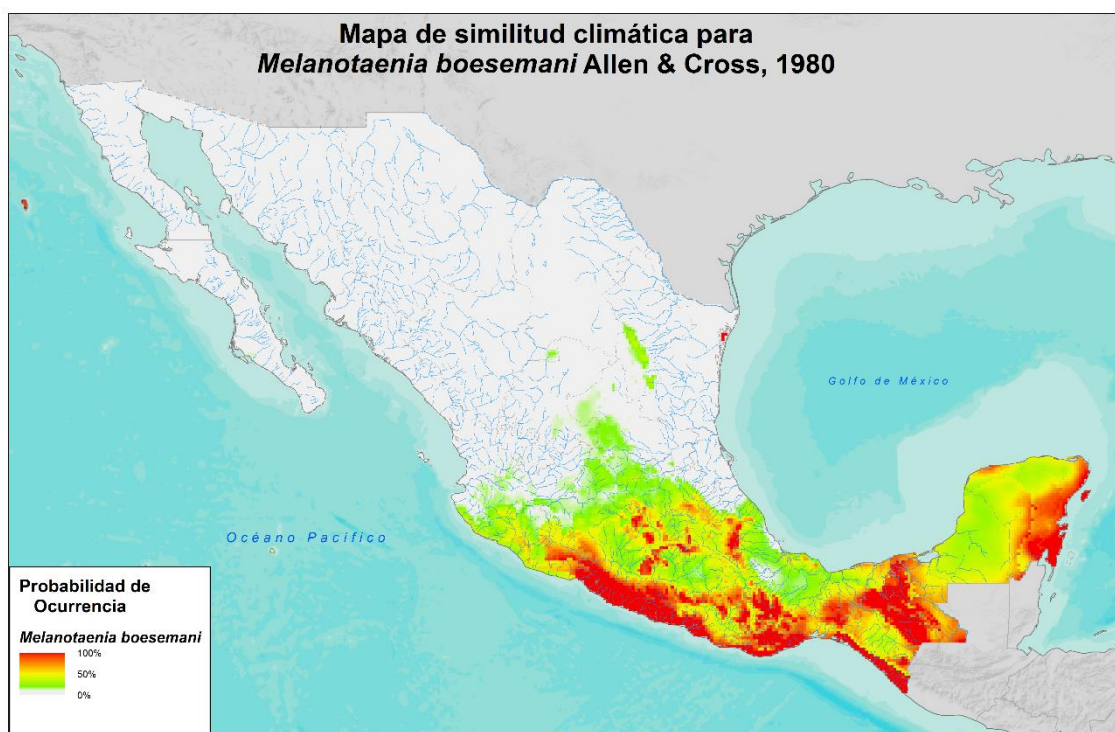 Mapa de similitud climática para
Melanotaenia boesemani Allen & Cross, 1980
Golfo de México
Océano Pacífico
Probabilidad de
Ocurrencia
Melanotaenia boesemani
100%
50%
0%